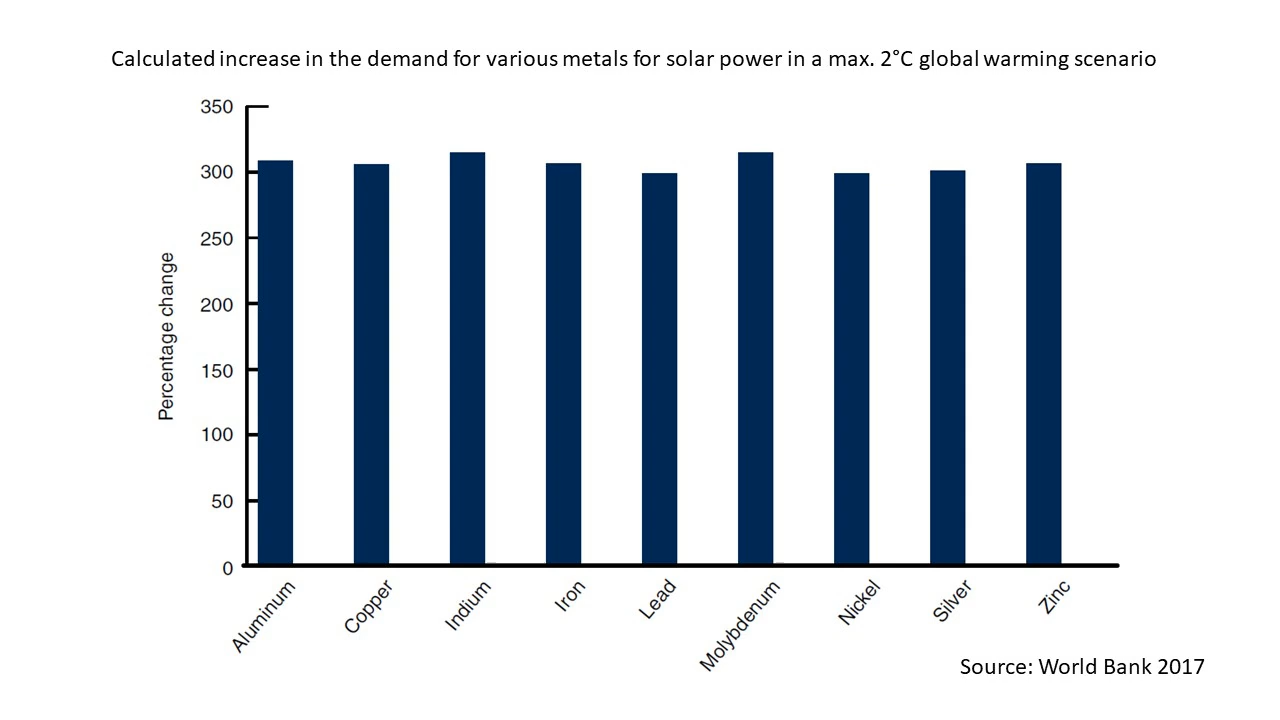 Calculated increase in the demand for various metals for solar power in a max. 2°C global warming scenario
Percentage change
350
300
250
200
150
100
50
0
Aluminum
Copper
Indium
Iron
Lead
Molybdenum
Nickel
Silver
Zinc
Source: World Bank 2017